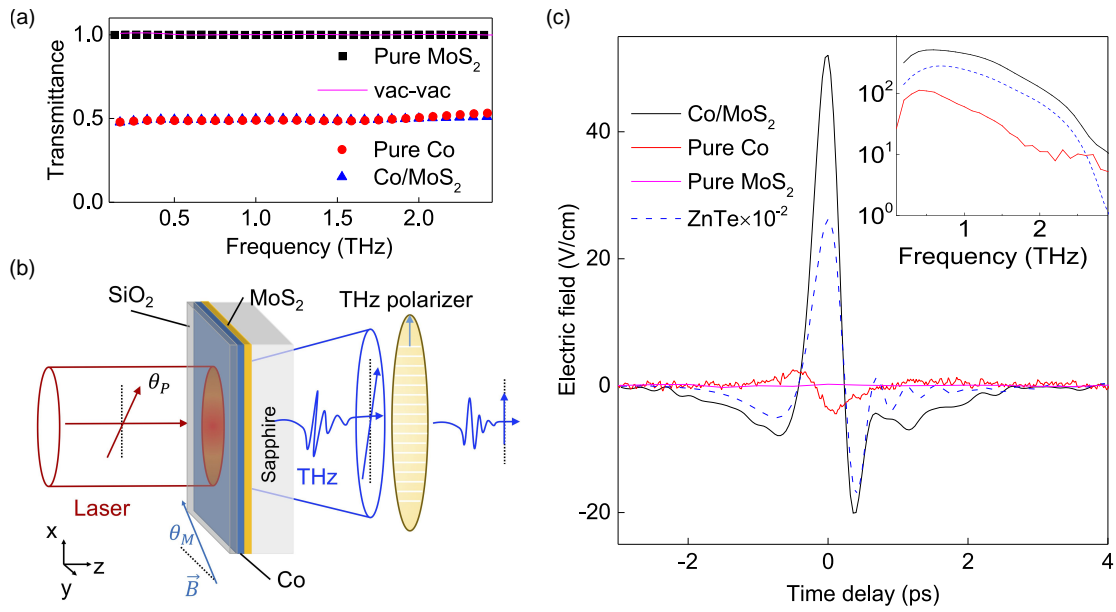 (a)
1.0
0.5
0.0
Transmittance
Pure MoS₂
vac-vac
Pure Co
Co/MoS₂
0.5 1.0 1.5 2.0
Frequency (THz)
(b)
SiO₂
MoS₂
THz polarizer
θ_P
Sapphire
THz
Laser
θ_M
B⃗
Co
x
y
z
(c)
40
20
0
-20
Electric field (V/cm)
Co/MoS₂
Pure Co
Pure MoS₂
ZnTe×10⁻²
10²
10¹
10⁰
1 2
Frequency (THz)
-2 0 2 4
Time delay (ps)